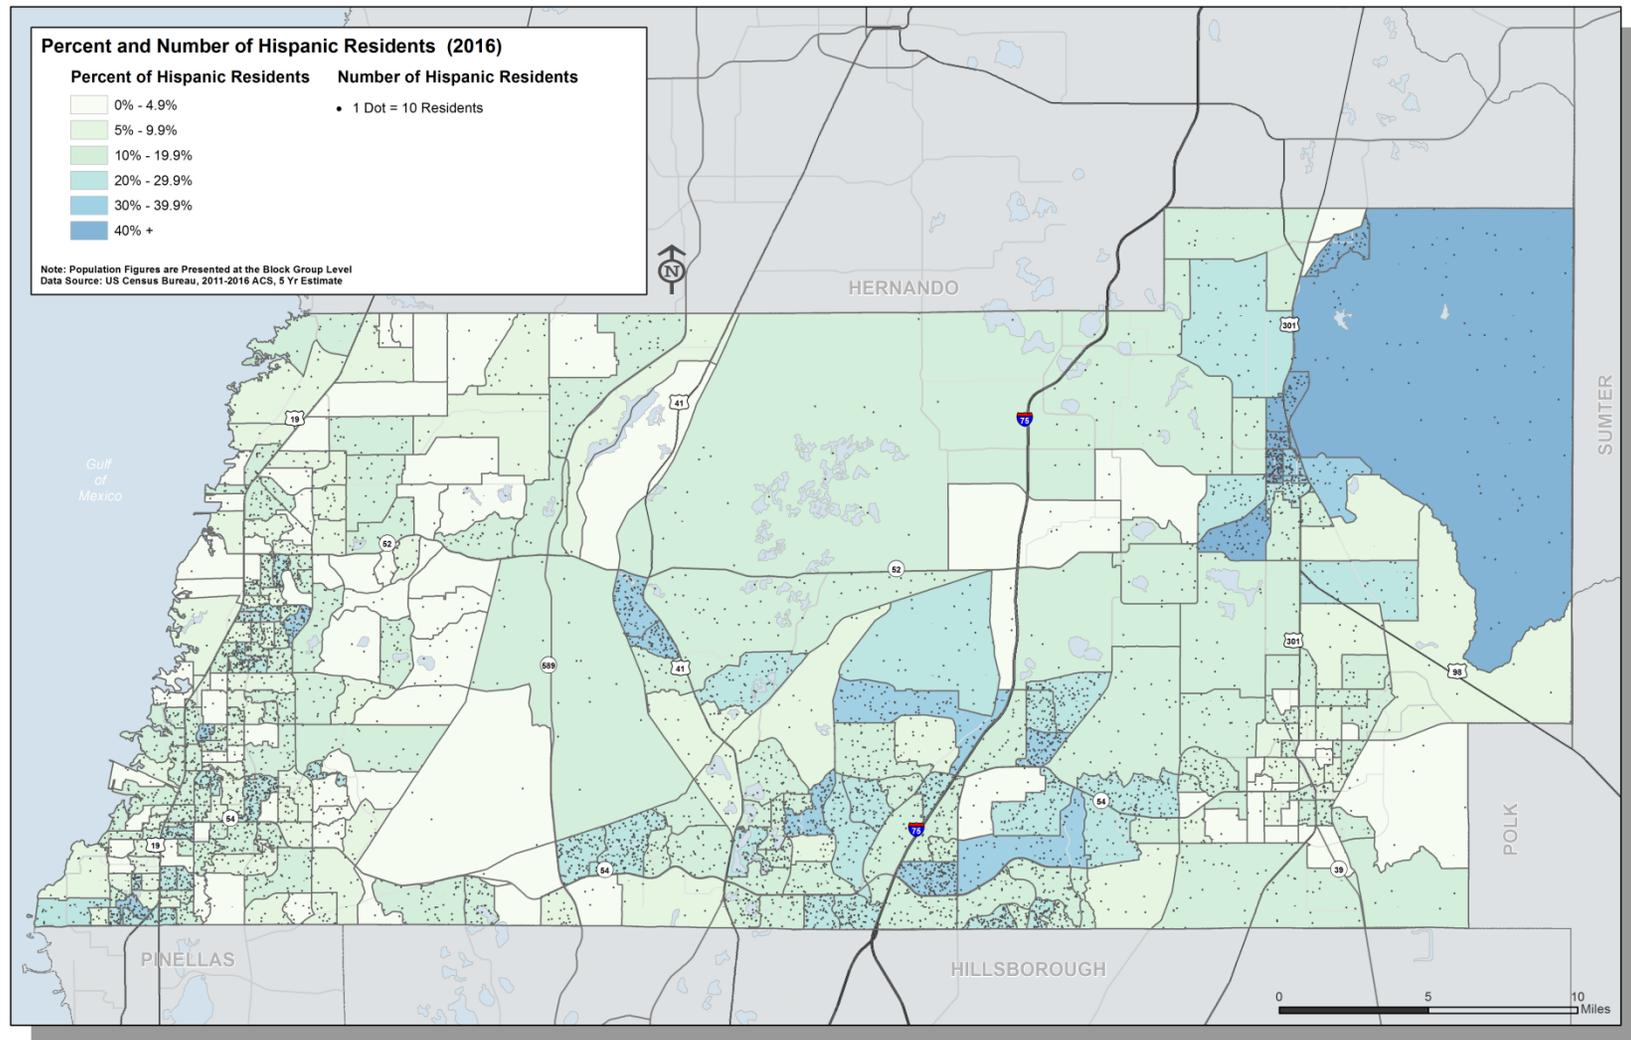 Percent and Number of Hispanic Residents (2016)
Percent of Hispanic Residents
Number of Hispanic Residents
0% - 4.9%
1 Dot = 10 Residents
5% - 9.9%
10% - 19.9%
20% - 29.9%
30% - 39.9%
40% +
Note: Population Figures are Presented at the Block Group Level
Data Source: US Census Bureau, 2011-2016 ACS, 5 Yr Estimate
N
HERNANDO
301
SUMTER
41
19
75
Gulf
of
Mexico
52
52
301
589
41
98
54
54
19
75
POLK
54
39
PINELLAS
HILLSBOROUGH
0 5 10
Miles